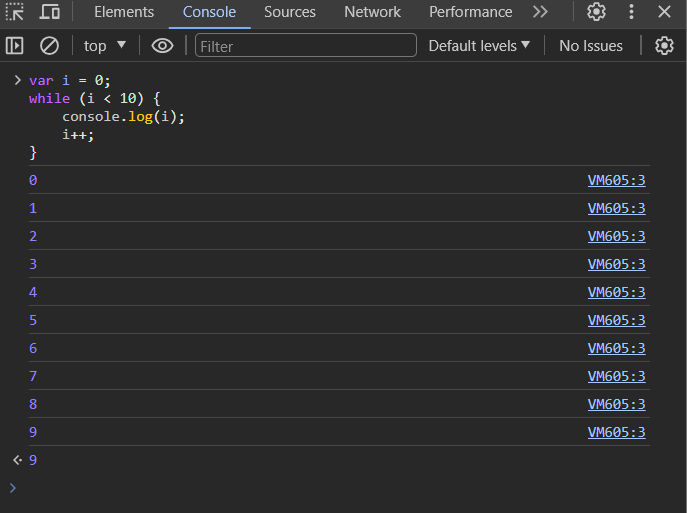 Elements Console Sources Network Performance
top Filter Default levels No Issues
var i = 0;
while (i < 10) {
    console.log(i);
    i++;
}
0 VM605:3
1 VM605:3
2 VM605:3
3 VM605:3
4 VM605:3
5 VM605:3
6 VM605:3
7 VM605:3
8 VM605:3
9 VM605:3
9